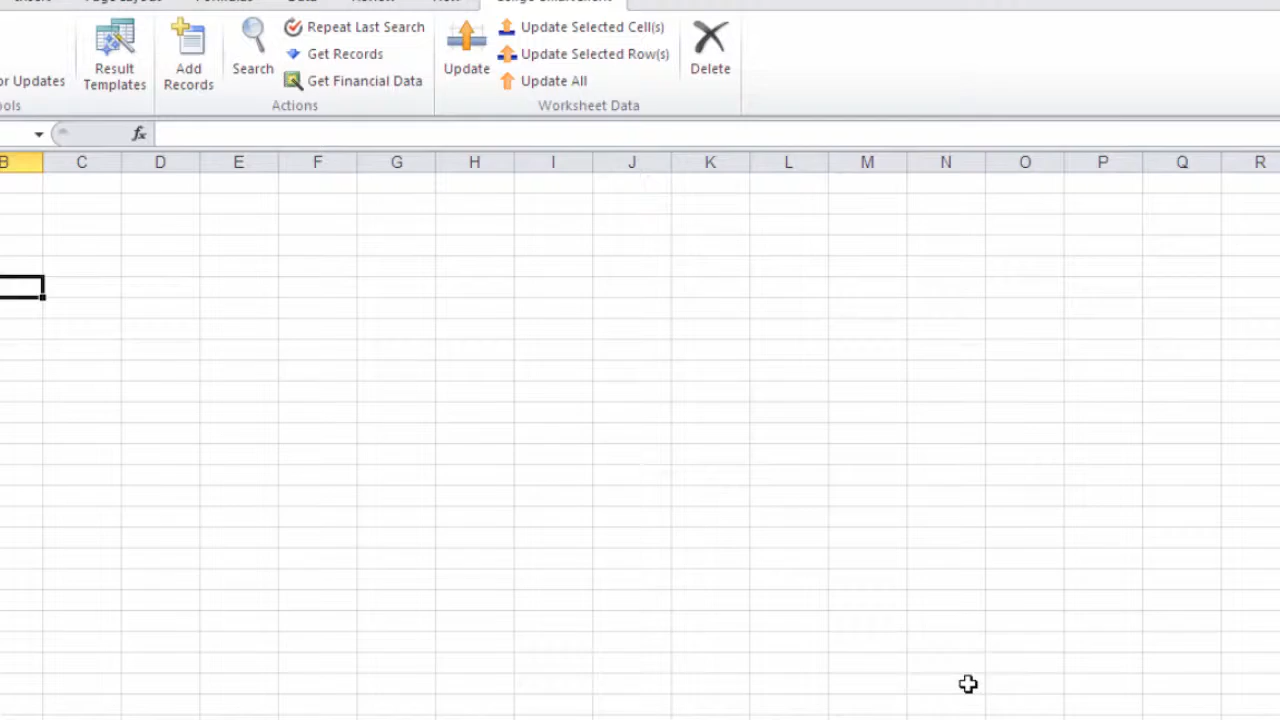 Repeat Last Search
Update Selected Cell(s)
Get Records
Update Selected Row(s)
Result Templates
Add Records
Search
Update
Delete
or Updates
Get Financial Data
Update All
ols
Actions
Worksheet Data
fx
B C D E F G H I J K L M N O P Q R